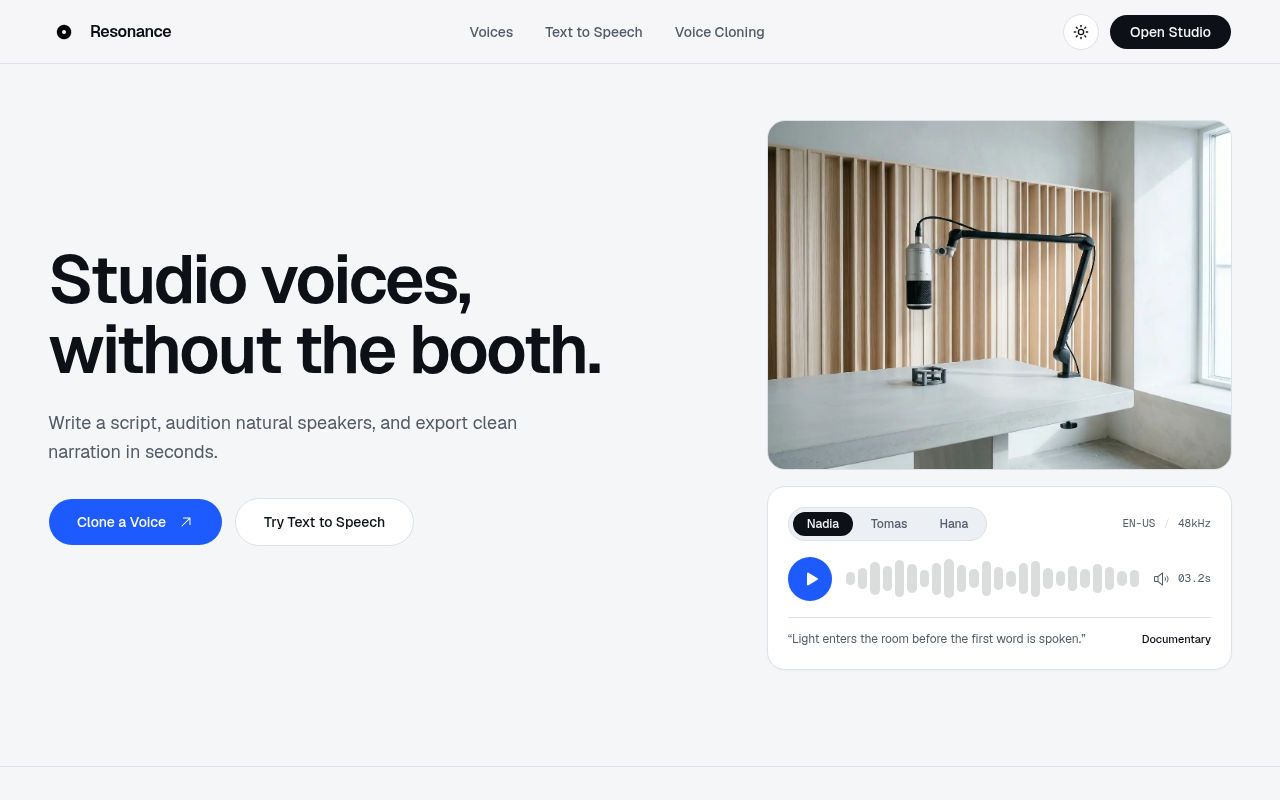 Resonance
Voices
Text to Speech
Voice Cloning
Open Studio
Studio voices,
without the booth.
Write a script, audition natural speakers, and export clean
narration in seconds.
Clone a Voice
Try Text to Speech
Nadia
Tomas
Hana
EN-US / 48kHz
03.2s
“Light enters the room before the first word is spoken.”
Documentary